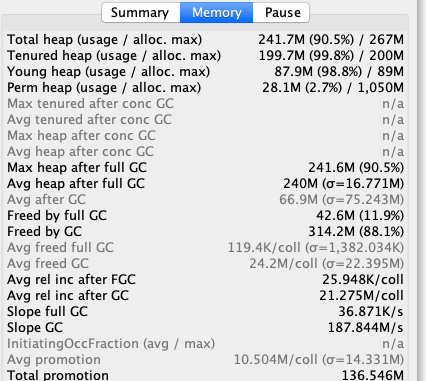 Summary Memory Pause
Total heap (usage / alloc. max) 241.7M (90.5%) / 267M
Tenured heap (usage / alloc. max) 199.7M (99.8%) / 200M
Young heap (usage / alloc. max) 87.9M (98.8%) / 89M
Perm heap (usage / alloc. max) 28.1M (2.7%) / 1,050M
Max tenured after conc GC n/a
Avg tenured after conc GC n/a
Max heap after conc GC n/a
Avg heap after conc GC n/a
Max heap after full GC 241.6M (90.5%)
Avg heap after full GC 240M (σ=16.771M)
Avg after GC 66.9M (σ=75.243M)
Freed by full GC 42.6M (11.9%)
Freed by GC 314.2M (88.1%)
Avg freed full GC 119.4K/coll (σ=1,382.034K)
Avg freed GC 24.2M/coll (σ=22.395M)
Avg rel inc after FGC 25.948K/coll
Avg rel inc after GC 21.275M/coll
Slope full GC 36.871K/s
Slope GC 187.844M/s
InitiatingOccFraction (avg / max) n/a
Avg promotion 10.504M/coll (σ=14.331M)
Total promotion 136.546M